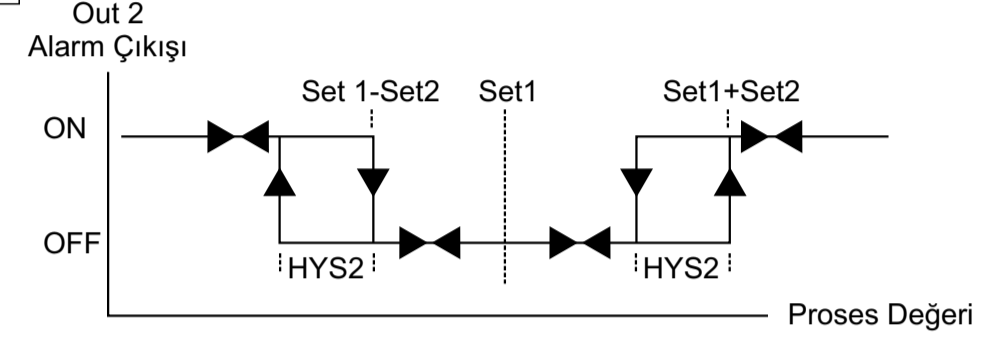 Out 2
Alarm Çıkışı
Set 1-Set2
Set1
Set1+Set2
ON
OFF
HYS2
HYS2
Proses Değeri